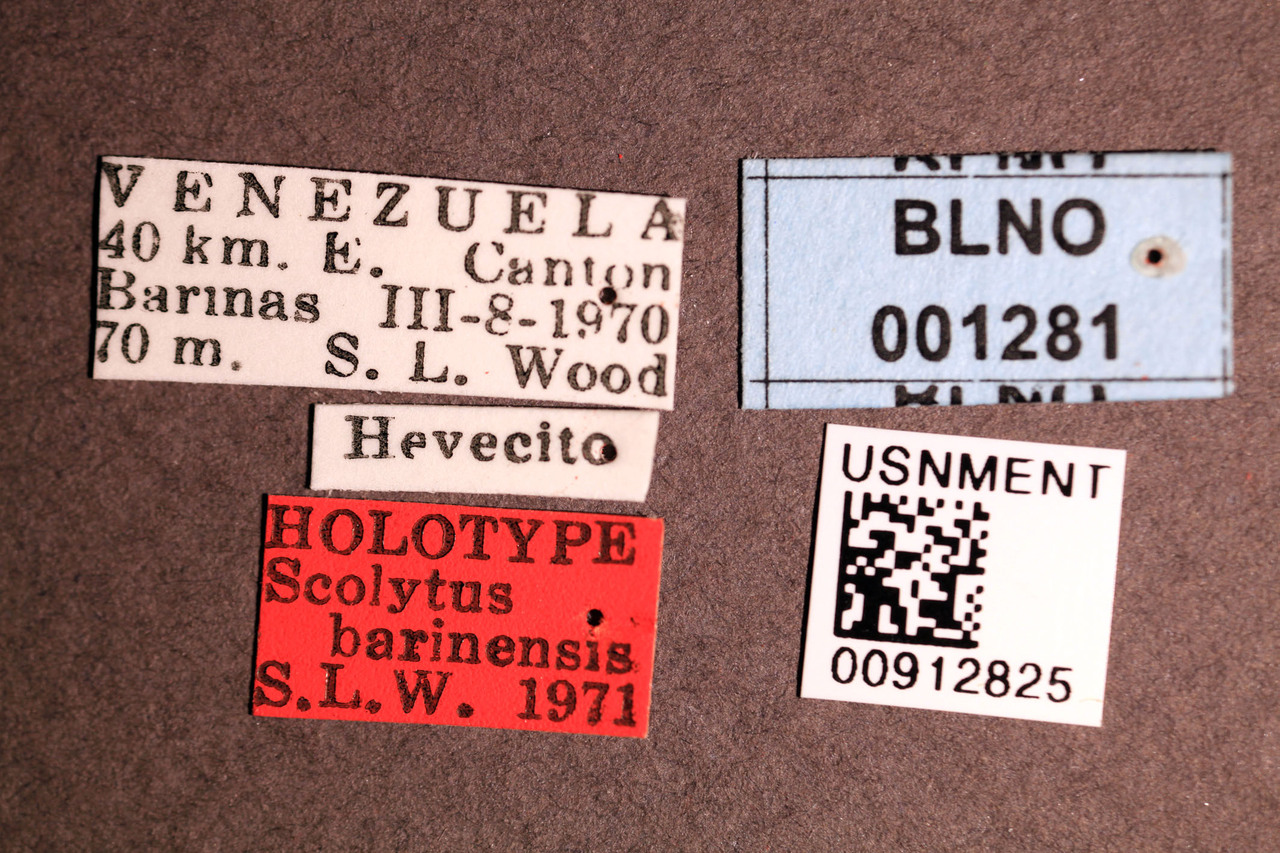 VENEZUELA
40 km. E. Canton
Barinas III-8-1970
70 m. S. L. Wood
Hevecito
HOLOTYPE
Scolytus
barinensis
S.L.W. 1971
BLNO
001281
BLNO
USNMENT
00912825